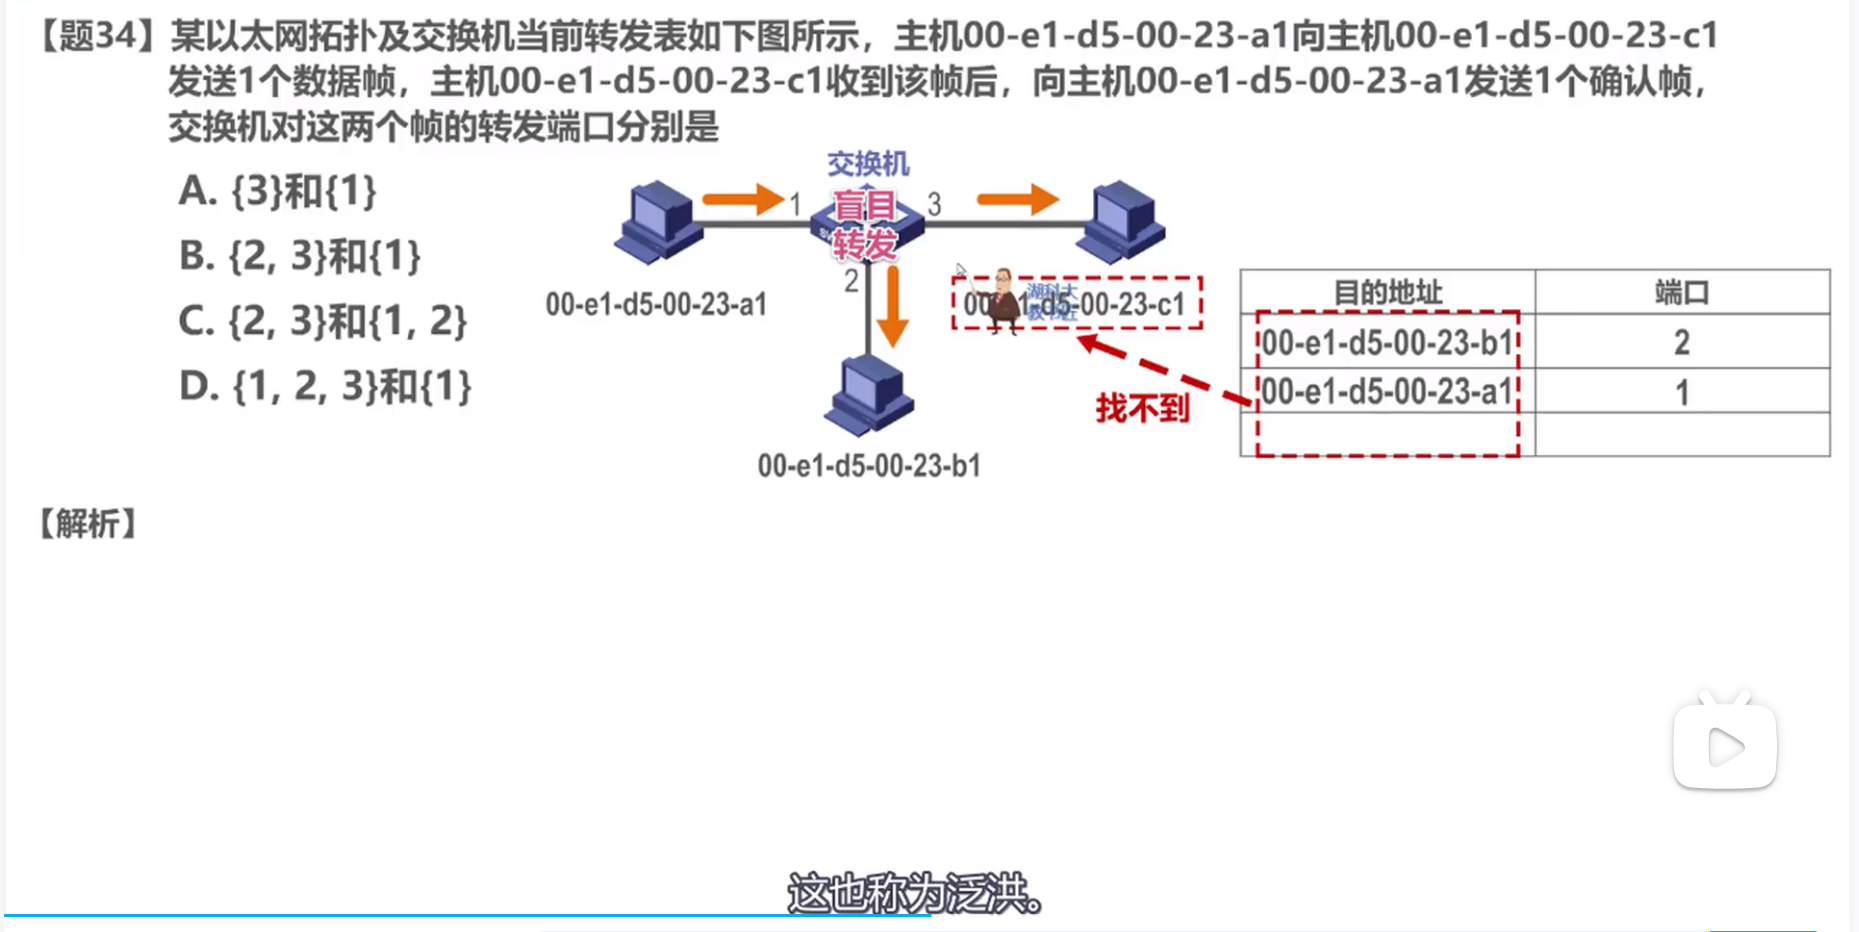 【题34】某以太网拓扑及交换机当前转发表如下图所示，主机00-e1-d5-00-23-a1向主机00-e1-d5-00-23-c1
发送1个数据帧，主机00-e1-d5-00-23-c1收到该帧后，向主机00-e1-d5-00-23-a1发送1个确认帧，
交换机对这两个帧的转发端口分别是
A. {3}和{1}
B. {2, 3}和{1}
C. {2, 3}和{1, 2}
D. {1, 2, 3}和{1}
交换机
盲目
转发
1
3
2
00-e1-d5-00-23-a1
00-e1-d5-00-23-b1
1-d5-00-23-c1
湖科大
教书匠
找不到
目的地址 端口
00-e1-d5-00-23-b1 2
00-e1-d5-00-23-a1 1
【解析】
这也称为泛洪。